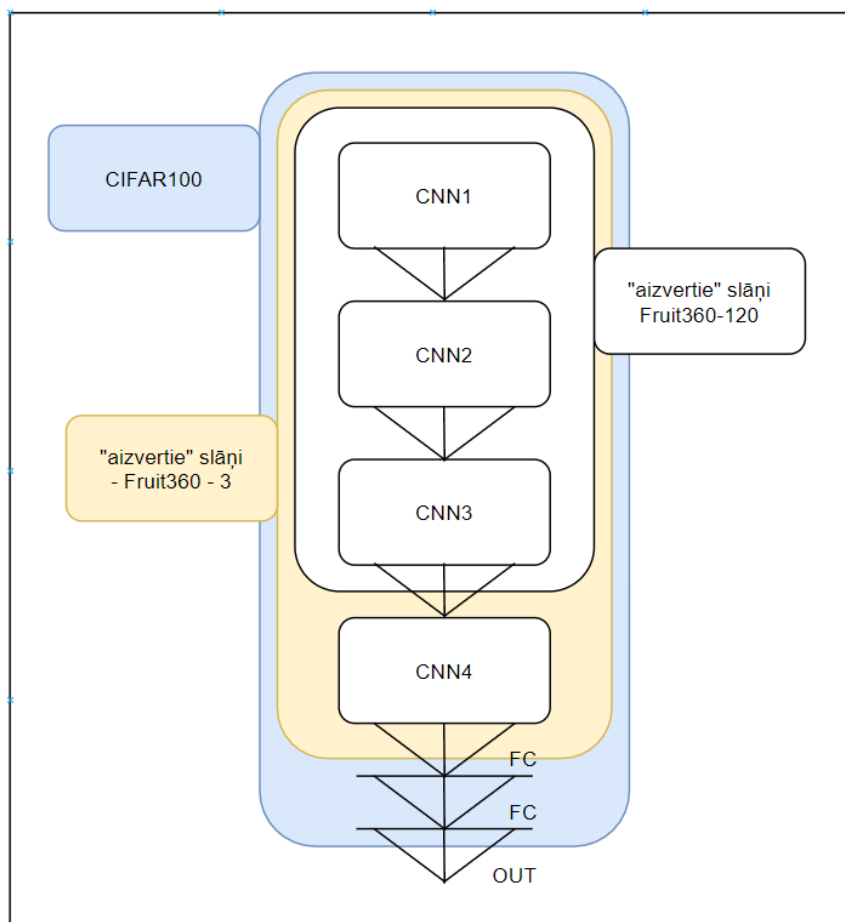 CIFAR100
CNN1
"aizvertie" slāņi
Fruit360-120
CNN2
"aizvertie" slāņi
- Fruit360 - 3
CNN3
CNN4
FC
FC
OUT